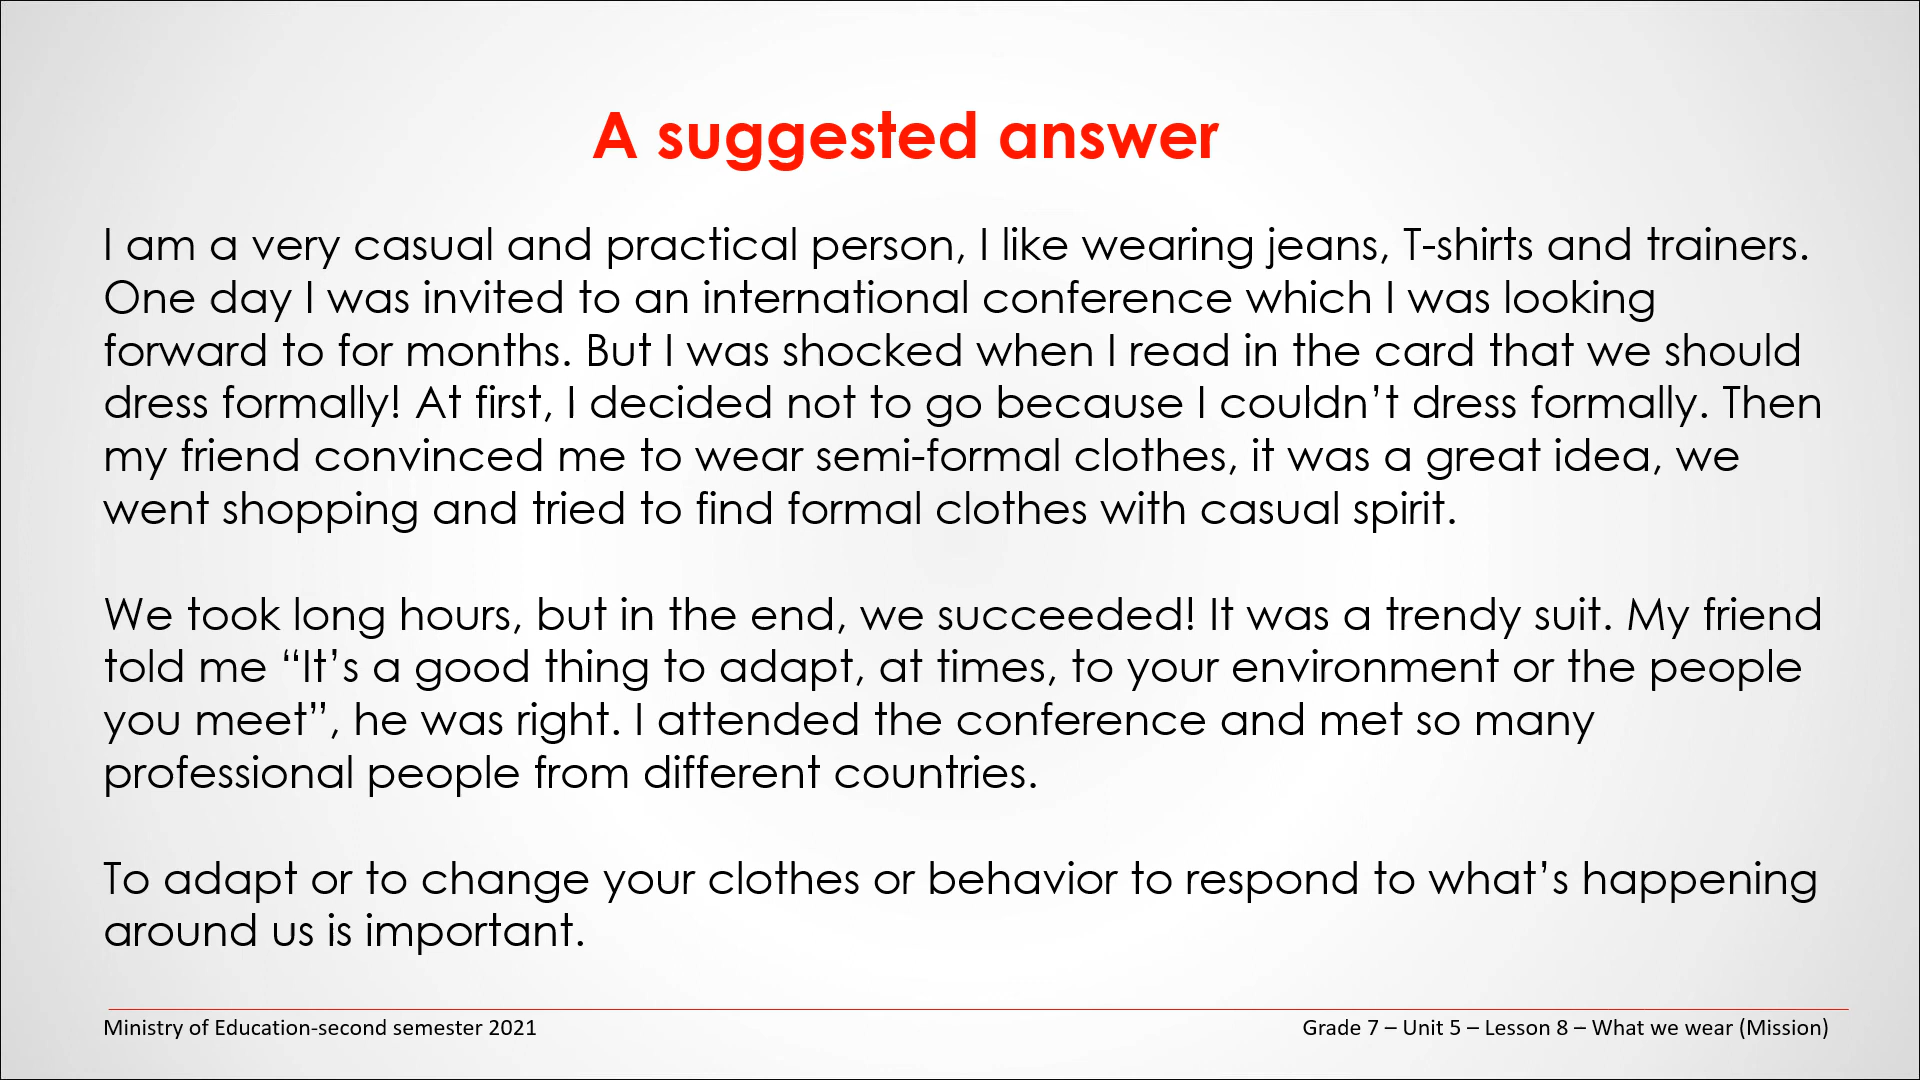 A suggested answer
I am a very casual and practical person, I like wearing jeans, T-shirts and trainers.
One day I was invited to an international conference which I was looking
forward to for months. But I was shocked when I read in the card that we should
dress formally! At first, I decided not to go because I couldn’t dress formally. Then
my friend convinced me to wear semi-formal clothes, it was a great idea, we
went shopping and tried to find formal clothes with casual spirit.
We took long hours, but in the end, we succeeded! It was a trendy suit. My friend
told me “It’s a good thing to adapt, at times, to your environment or the people
you meet”, he was right. I attended the conference and met so many
professional people from different countries.
To adapt or to change your clothes or behavior to respond to what’s happening
around us is important.
Ministry of Education-second semester 2021
Grade 7 – Unit 5 – Lesson 8 – What we wear (Mission)